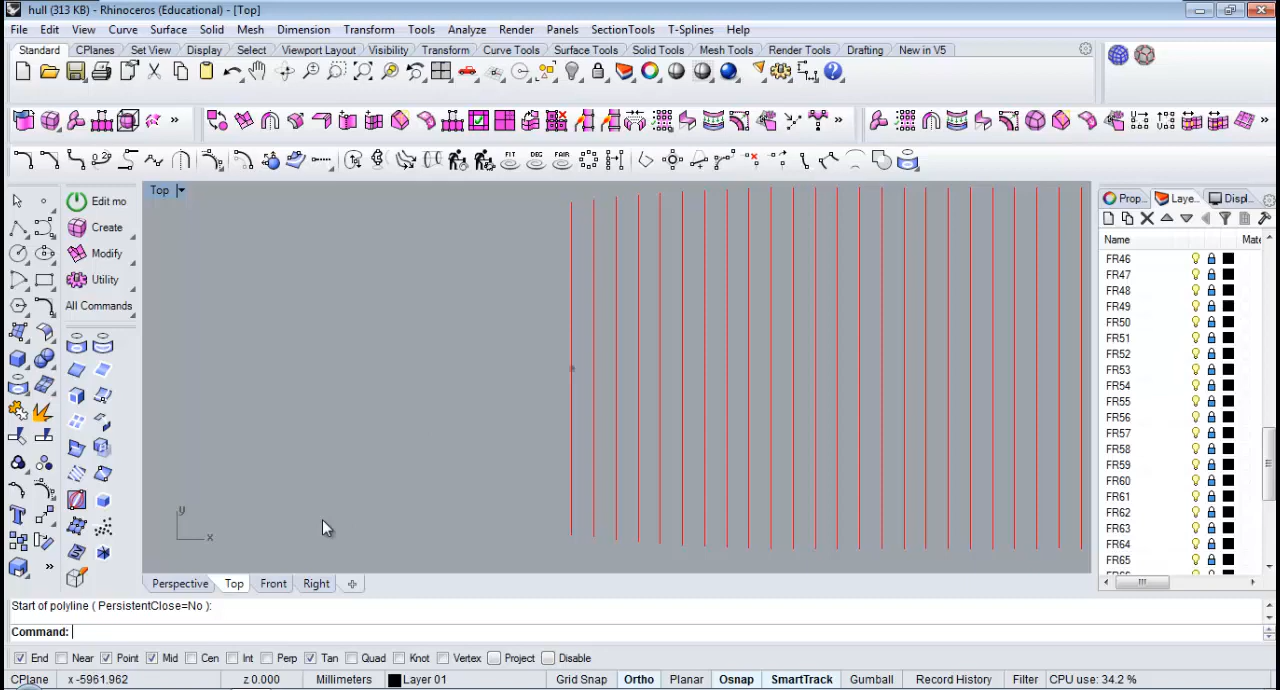 hull (313 KB) - Rhinoceros (Educational) - [Top]
File Edit View Curve Surface Solid Mesh Dimension Transform Tools Analyze Render Panels SectionTools T-Splines Help
Standard CPlanes Set View Display Select Viewport Layout Visibility Transform Curve Tools Surface Tools Solid Tools Mesh Tools Render Tools Drafting New in V5
FIT DEG FAIR
Top
Edit mo
Create
Modify
Utility
All Commands
y
x
Prop... Laye... Displ...
Name Mate
FR46
FR47
FR48
FR49
FR50
FR51
FR52
FR53
FR54
FR55
FR56
FR57
FR58
FR59
FR60
FR61
FR62
FR63
FR64
FR65
Perspective Top Front Right
Start of polyline ( PersistentClose=No ):
Command:
End Near Point Mid Cen Int Perp Tan Quad Knot Vertex Project Disable
CPlane x -5961.962 z 0.000 Millimeters Layer 01 Grid Snap Ortho Planar Osnap SmartTrack Gumball Record History Filter CPU use: 34.2 %